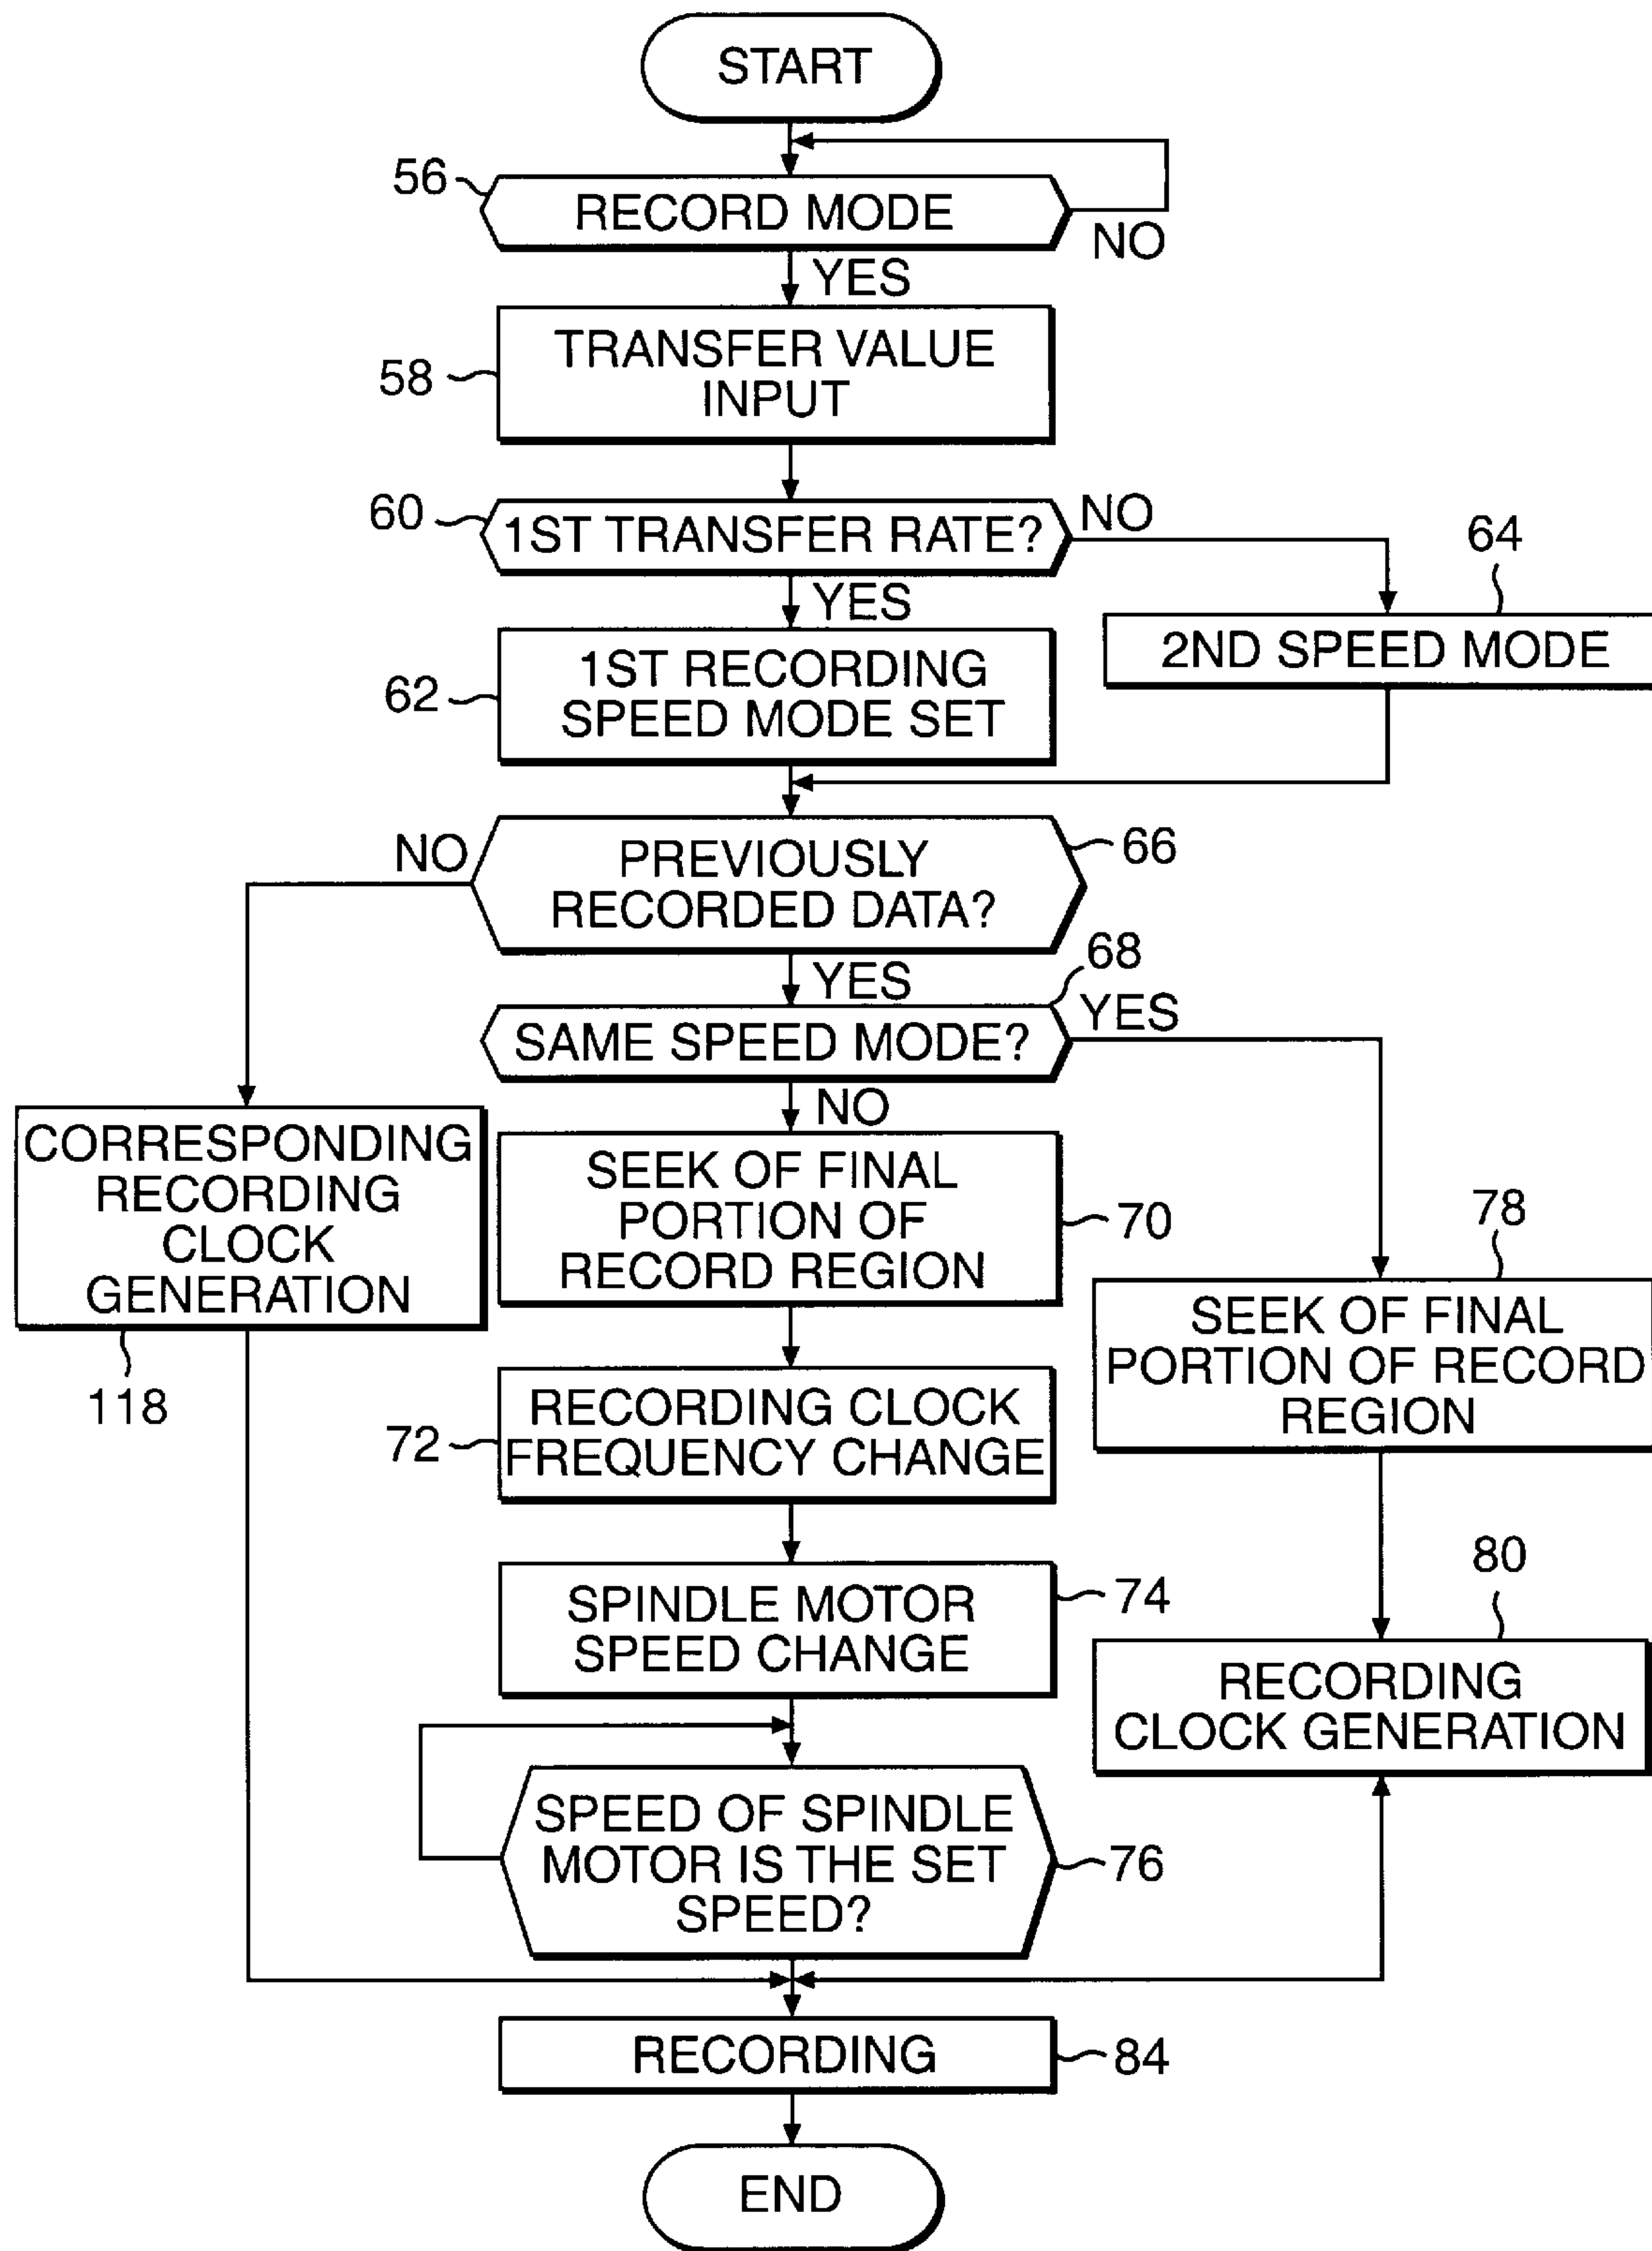 START
56
RECORD MODE
NO
YES
58
TRANSFER VALUE
INPUT
60
1ST TRANSFER RATE?
NO
64
YES
2ND SPEED MODE
62
1ST RECORDING
SPEED MODE SET
NO
PREVIOUSLY
RECORDED DATA?
66
YES
68
SAME SPEED MODE?
YES
NO
CORRESPONDING
RECORDING
CLOCK
GENERATION
118
SEEK OF FINAL
PORTION OF
RECORD REGION
70
78
SEEK OF FINAL
PORTION OF RECORD
REGION
72
RECORDING CLOCK
FREQUENCY CHANGE
80
SPINDLE MOTOR
SPEED CHANGE
74
RECORDING
CLOCK GENERATION
SPEED OF SPINDLE
MOTOR IS THE SET
SPEED?
76
RECORDING
84
END